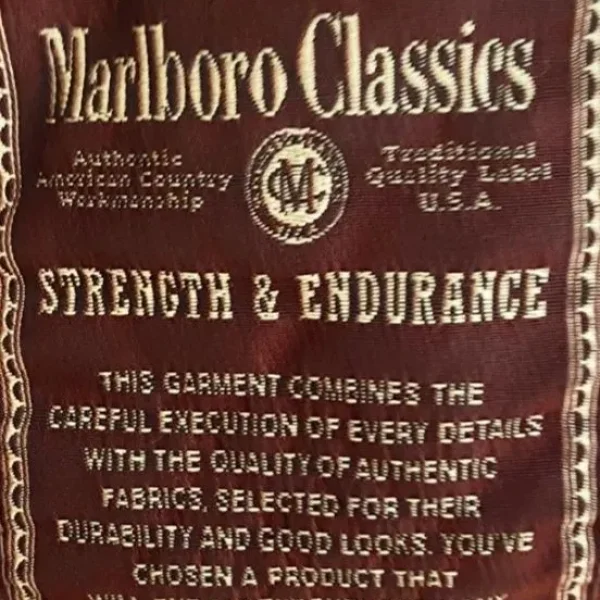 Marlboro Classics
Authentic
American Country
Workmanship
CM
Traditional
Quality Label
U.S.A.
STRENGTH & ENDURANCE
THIS GARMENT COMBINES THE
CAREFUL EXECUTION OF EVERY DETAILS
WITH THE QUALITY OF AUTHENTIC
FABRICS, SELECTED FOR THEIR
DURABILITY AND GOOD LOOKS. YOU'VE
CHOSEN A PRODUCT THAT